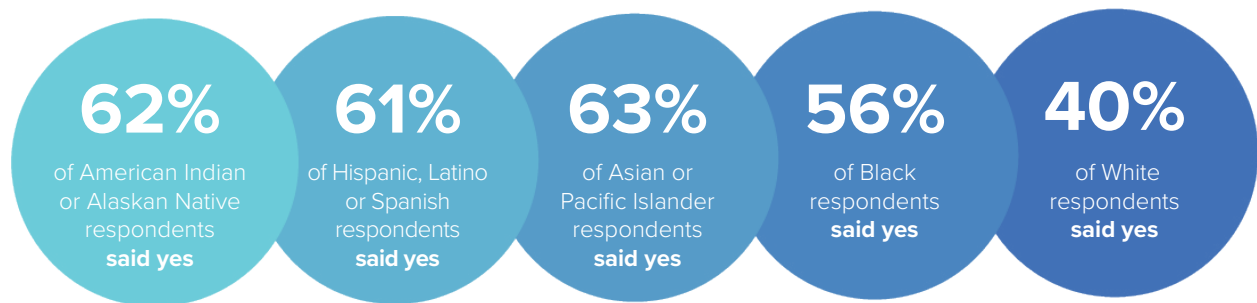 62%
of American Indian
or Alaskan Native
respondents
said yes
61%
of Hispanic, Latino
or Spanish
respondents
said yes
63%
of Asian or
Pacific Islander
respondents
said yes
56%
of Black
respondents
said yes
40%
of White
respondents
said yes